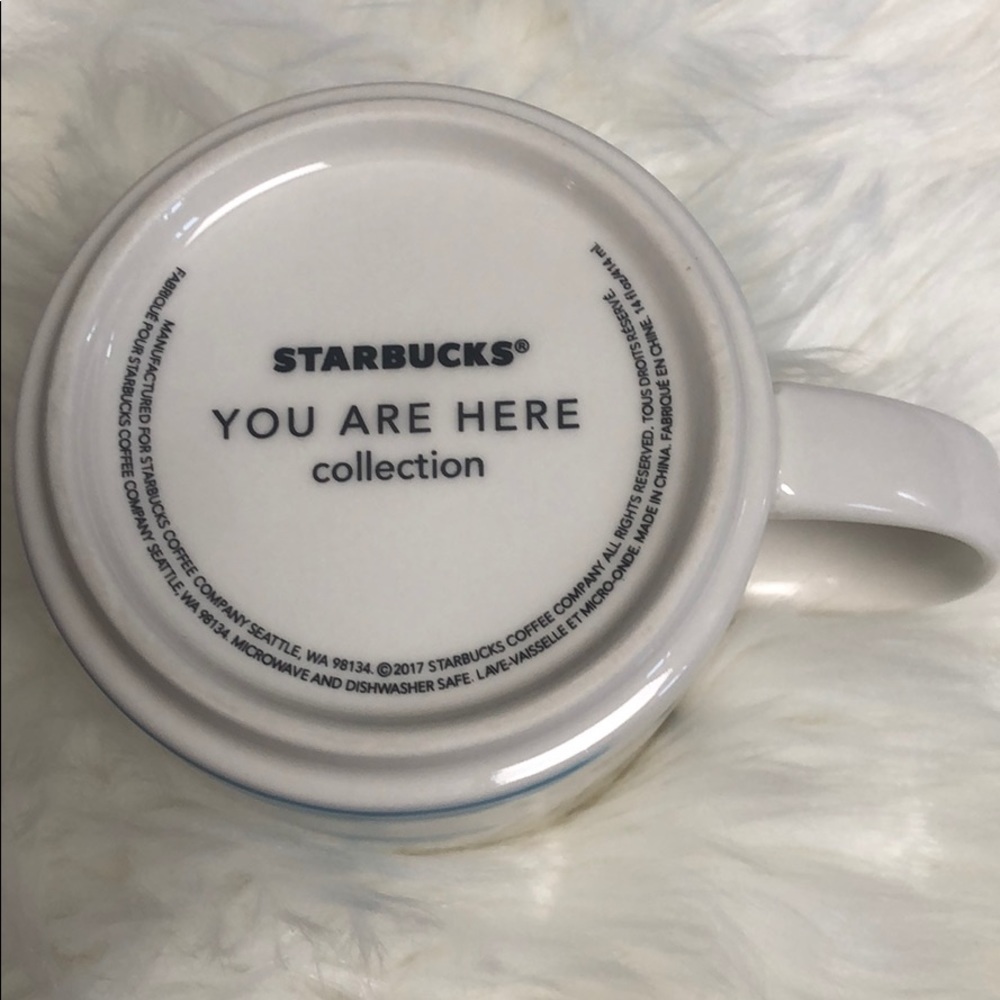 STARBUCKS®
YOU ARE HERE
collection
MANUFACTURED FOR STARBUCKS COFFEE COMPANY SEATTLE, WA 98134. ©2017 STARBUCKS COFFEE COMPANY ALL RIGHTS RESERVED. TOUS DROITS RÉSERVÉ.
FABRIQUÉ POUR STARBUCKS COFFEE COMPANY SEATTLE, WA 98134. MICROWAVE AND DISHWASHER SAFE. LAVE-VAISSELLE ET MICRO-ONDE. MADE IN CHINA. FABRIQUÉ EN CHINE. 14 fl oz/414 ml